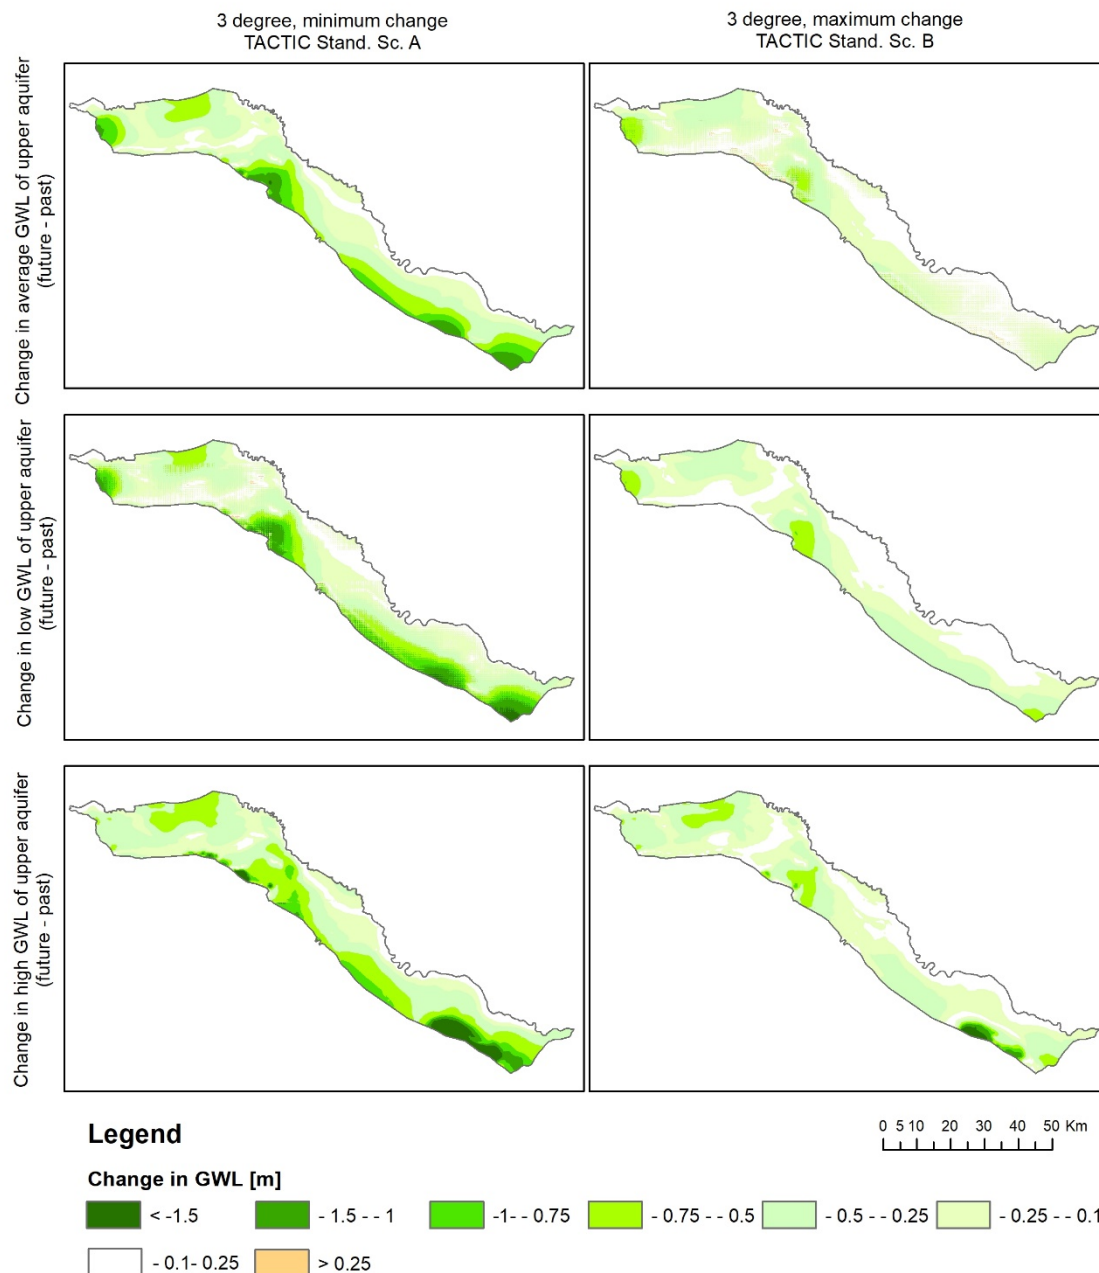 3 degree, minimum change
TACTIC Stand. Sc. A
3 degree, maximum change
TACTIC Stand. Sc. B
Change in average GWL of upper aquifer
(future - past)
Change in low GWL of upper aquifer
(future - past)
Change in high GWL of upper aquifer
(future - past)
Legend
0 5 10 20 30 40 50 Km
Change in GWL [m]
< -1.5
- 1.5 - - 1
-1- - 0.75
- 0.75 - - 0.5
- 0.5 - - 0.25
- 0.25 - - 0.1
- 0.1- 0.25
> 0.25